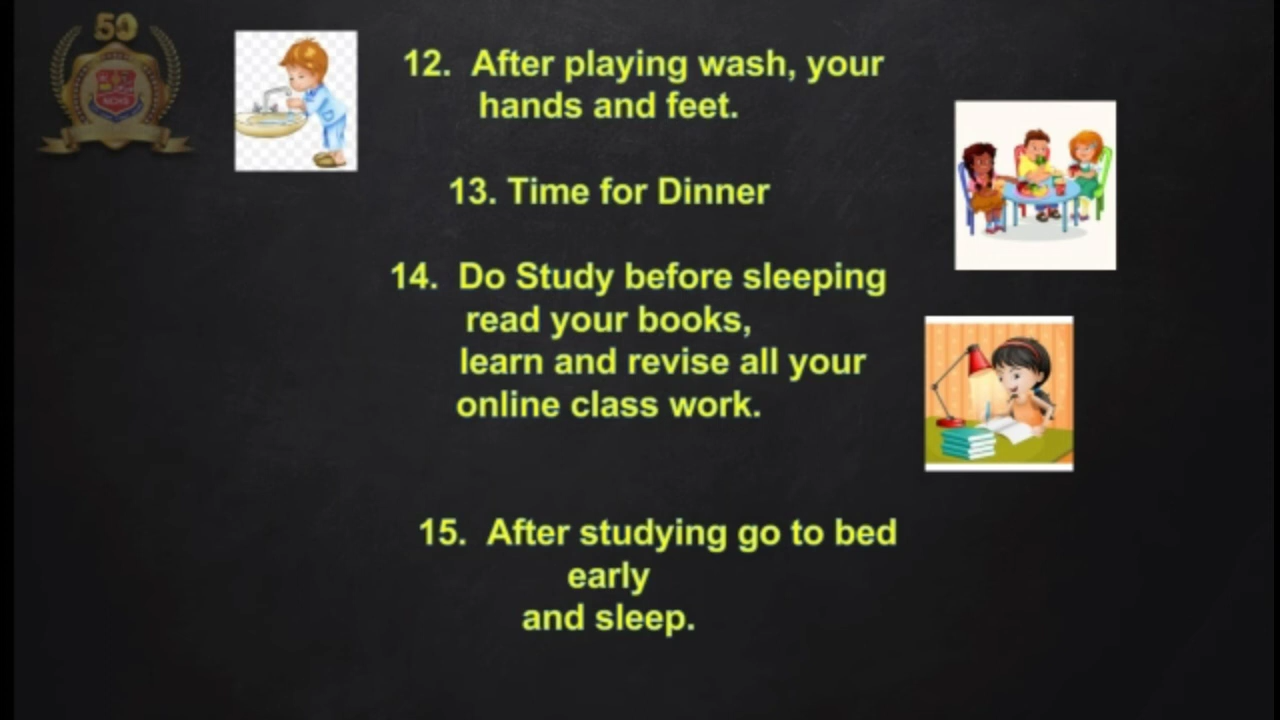 50
12. After playing wash, your
hands and feet.
13. Time for Dinner
14. Do Study before sleeping
read your books,
learn and revise all your
online class work.
15. After studying go to bed
early
and sleep.